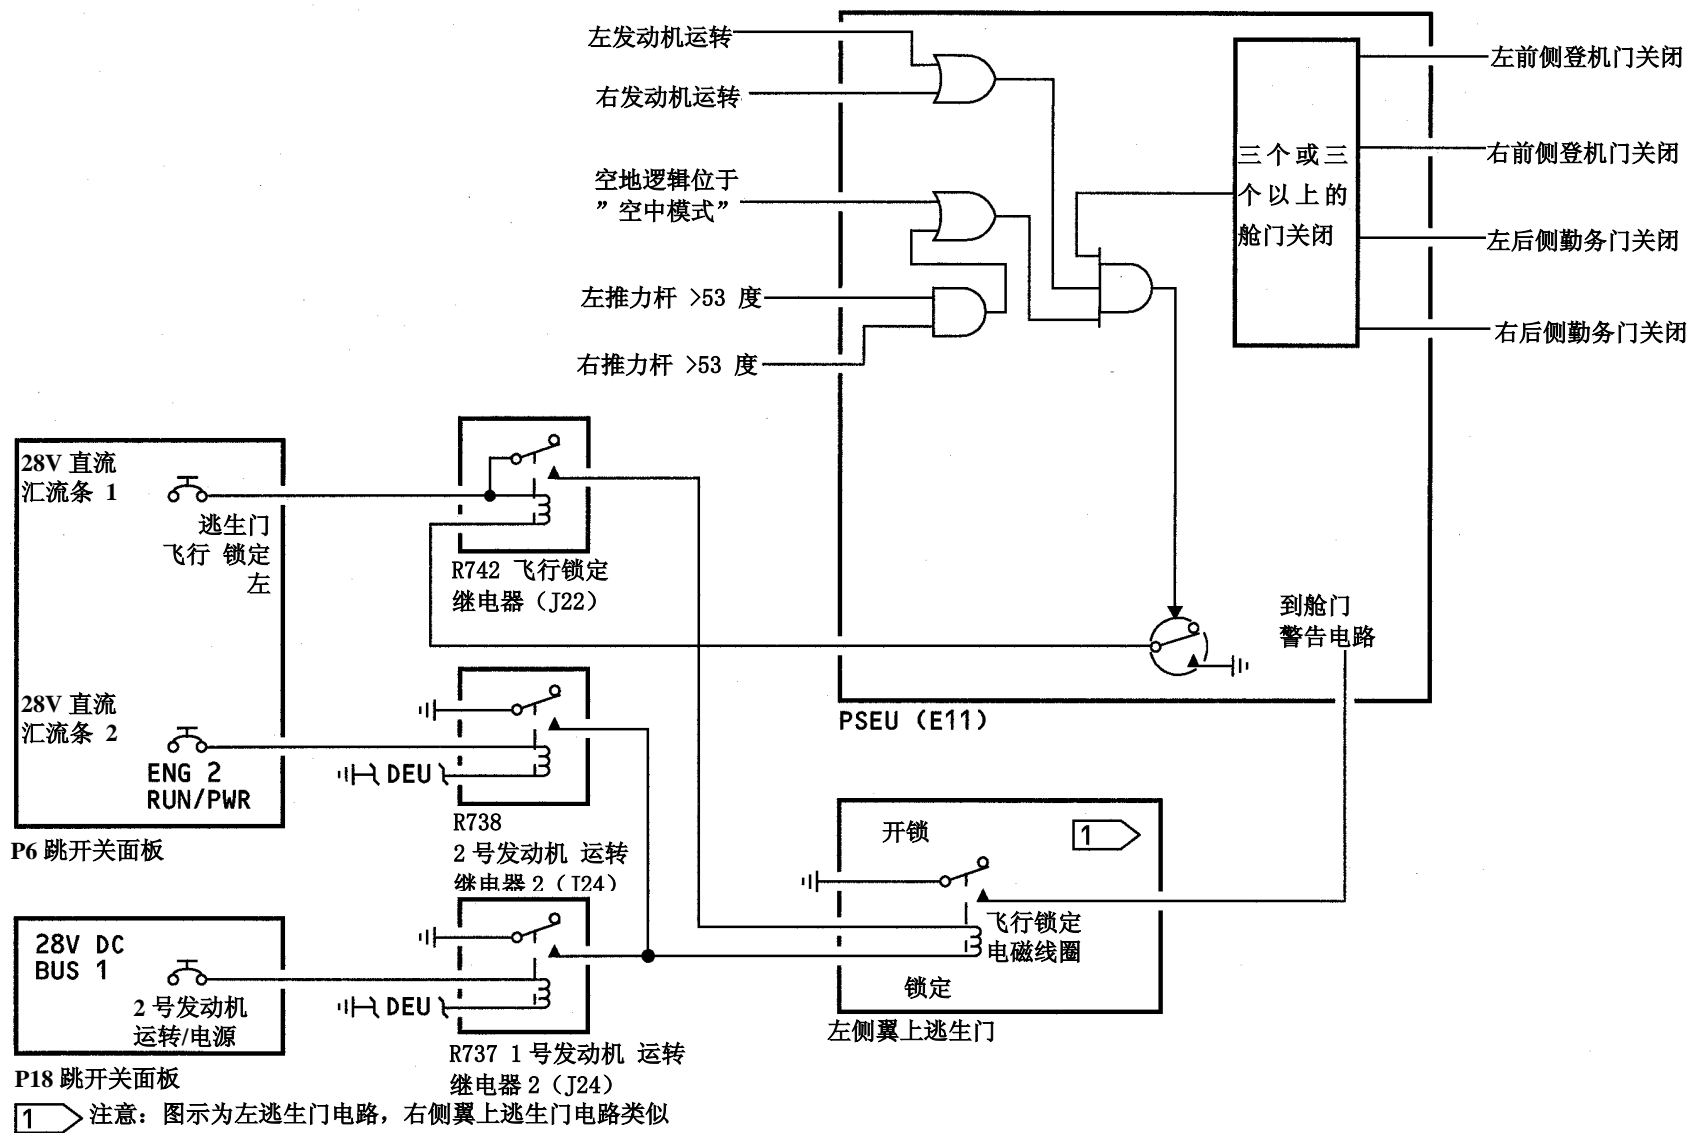 左发动机运转
右发动机运转
空地逻辑位于
”空中模式”
左推力杆 >53 度
右推力杆 >53 度
三个或三
个以上的
舱门关闭
左前侧登机门关闭
右前侧登机门关闭
左后侧勤务门关闭
右后侧勤务门关闭
28V 直流
汇流条 1
逃生门
飞行 锁定
左
R742 飞行锁定
继电器（J22）
到舱门
警告电路
PSEU (E11)
28V 直流
汇流条 2
ENG 2
RUN/PWR
DEU
P6 跳开关面板
R738
2 号发动机 运转
继电器 2（J24）
开锁
1
飞行锁定
电磁线圈
锁定
左侧翼上逃生门
28V DC
BUS 1
2 号发动机
运转/电源
DEU
R737 1 号发动机 运转
继电器 2（J24）
P18 跳开关面板
1 注意：图示为左逃生门电路，右侧翼上逃生门电路类似